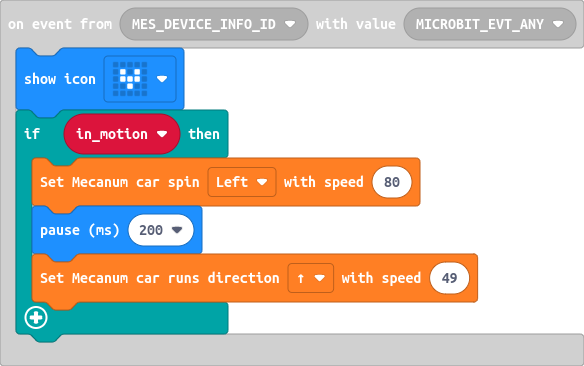 on event from MES_DEVICE_INFO_ID with value MICROBIT_EVT_ANY
show icon
if in_motion then
Set Mecanum car spin Left with speed 80
pause (ms) 200
Set Mecanum car runs direction ↑ with speed 49